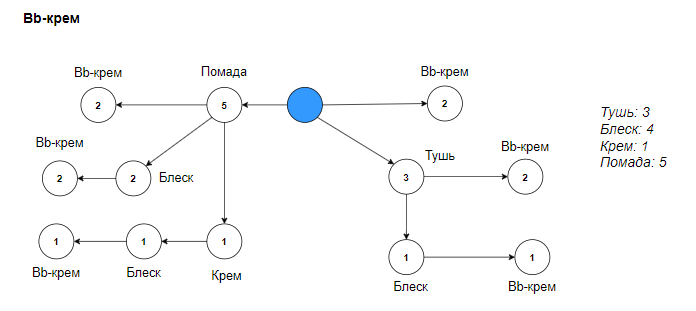 Bb-крем
Bb-крем
Помада
Bb-крем
2
5
2
Тушь: 3
Блеск: 4
Крем: 1
Помада: 5
Bb-крем
Тушь
Bb-крем
2
2
Блеск
3
2
1
1
1
1
1
Bb-крем
Блеск
Крем
Блеск
Bb-крем